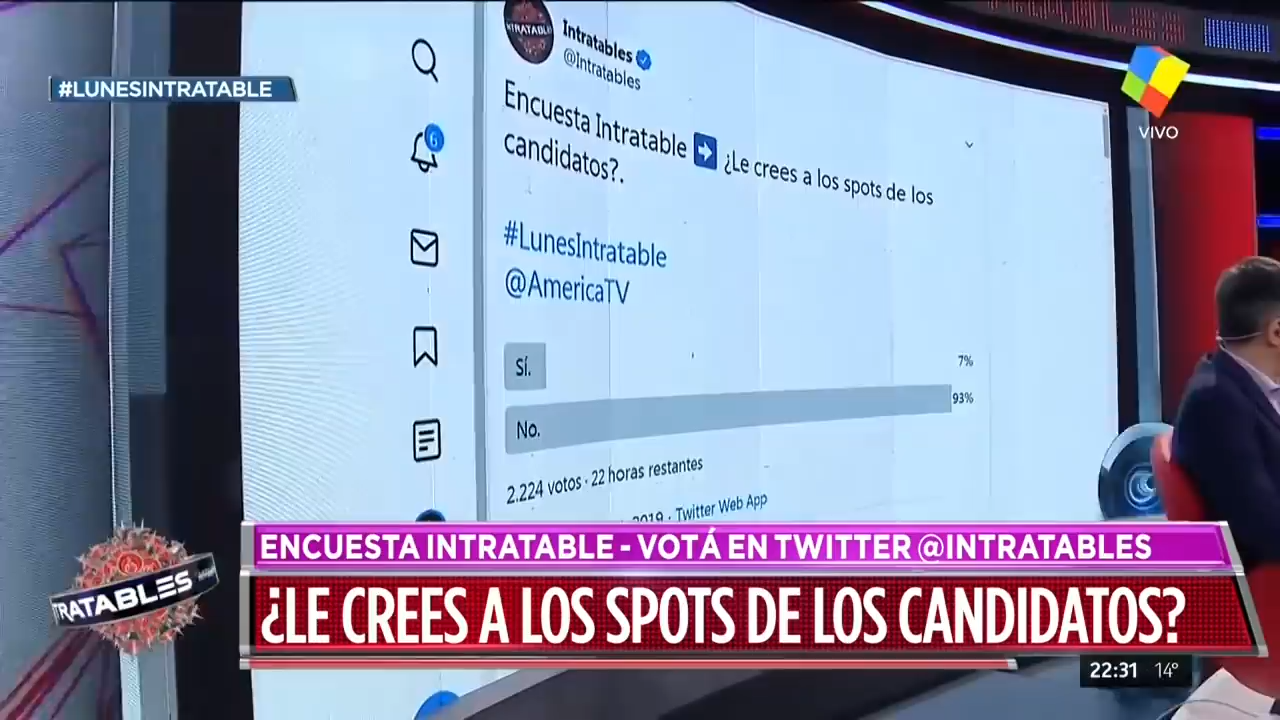 #LUNESINTRATABLE
VIVO
Intratables
@Intratables
Encuesta Intratable ➡ ¿Le crees a los spots de los
candidatos?.
#LunesIntratable
@AmericaTV
6
Sí.
7%
No.
93%
2.224 votos · 22 horas restantes
2019 · Twitter Web App
ENCUESTA INTRATABLE - VOTÁ EN TWITTER @INTRATABLES
¿LE CREES A LOS SPOTS DE LOS CANDIDATOS?
TRATABLES
22:31 14°